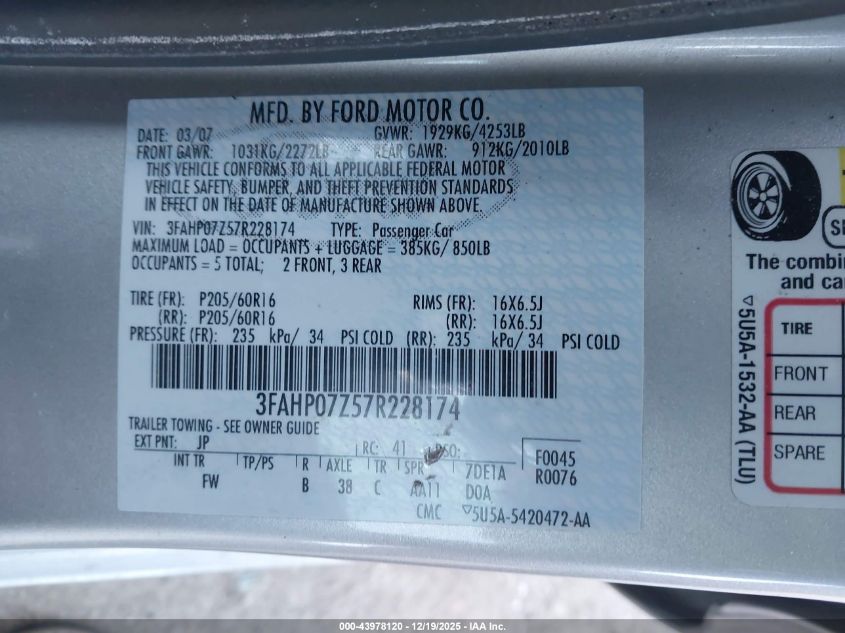 MFD. BY FORD MOTOR CO.
DATE: 03/07 GVWR: 1929KG/4253LB
FRONT GAWR: 1031KG/2272LB REAR GAWR: 912KG/2010LB
THIS VEHICLE CONFORMS TO ALL APPLICABLE FEDERAL MOTOR
VEHICLE SAFETY, BUMPER, AND THEFT PREVENTION STANDARDS
IN EFFECT ON THE DATE OF MANUFACTURE SHOWN ABOVE.
VIN: 3FAHP07Z57R228174 TYPE: Passenger Car
MAXIMUM LOAD = OCCUPANTS + LUGGAGE = 385KG/ 850LB
OCCUPANTS = 5 TOTAL; 2 FRONT, 3 REAR
TIRE (FR): P205/60R16 RIMS (FR): 16X6.5J
(RR): P205/60R16 (RR): 16X6.5J
PRESSURE (FR): 235 kPa/ 34 PSI COLD (RR): 235 kPa/ 34 PSI COLD
3FAHP07Z57R228174
TRAILER TOWING - SEE OWNER GUIDE
EXT PNT: JP RC: 41 DSO: F0045
INT TR TP/PS R AXLE TR SPR 7DE1A R0076
FW B 38 C AA11 D0A
CMC ▽5U5A-5420472-AA
The combin
and ca
TIRE
FRONT
REAR
SPARE
▽5U5A-1532-AA (TLU)
000-43978120 - 12/19/2025 - IAA Inc.